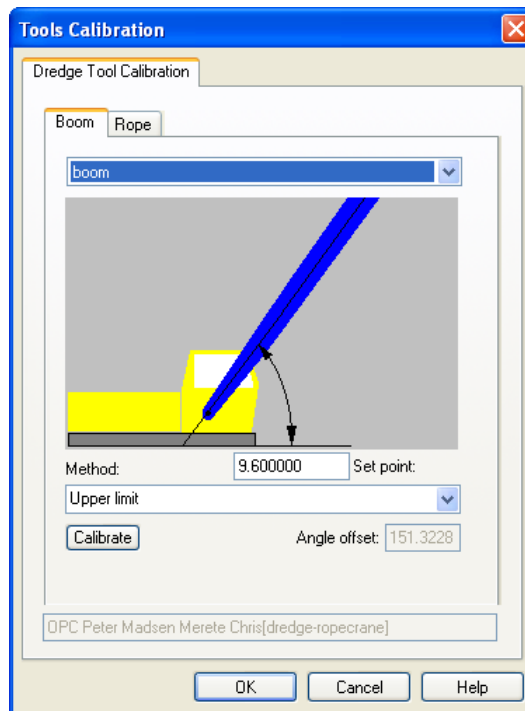 Tools Calibration
Dredge Tool Calibration
Boom Rope
boom
Method: 9.600000 Set point:
Upper limit
Calibrate Angle offset: 151.3228
OPC Peter Madsen Merete Chris[dredge-ropecrane]
OK Cancel Help